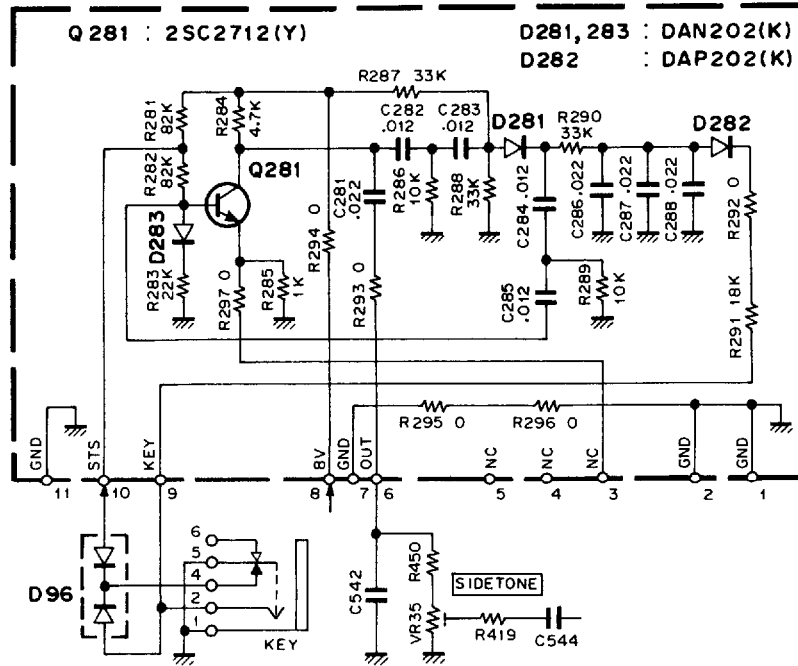 Q281 : 2SC2712(Y)
D281,283 : DAN202(K)
D282 : DAP202(K)
R287 33K
R281
82K
R284
4.7K
C282
.012
C283
.012
D281
R290
33K
D282
R282
82K
Q281
C281
.022
R286
10K
R288
33K
C284 .012
C286 .022
C287 .022
C288 .022
R292 0
D283
R283
22K
R297 0
R285
1K
R294 0
R293 0
C285
.012
R289
10K
R291 18K
R295 0
R296 0
GND
STS
KEY
8V
GND
OUT
NC
NC
NC
GND
GND
11
10
9
8
7
6
5
4
3
2
1
D96
6
5
4
2
1
KEY
C542
R450
VR35
SIDETONE
R419
C544